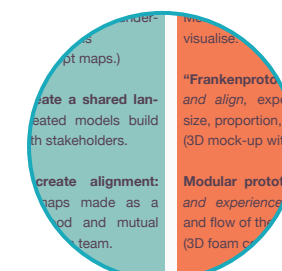 visualise.
pt maps.)
"Frankenproto
eate a shared lan-
and align, exp
eated models build
size, proportion,
th stakeholders.
(3D mock-up wit
create alignment:
Modular protot
maps made as a
and experience
od and mutual
and flow of the
team.
(3D foam co